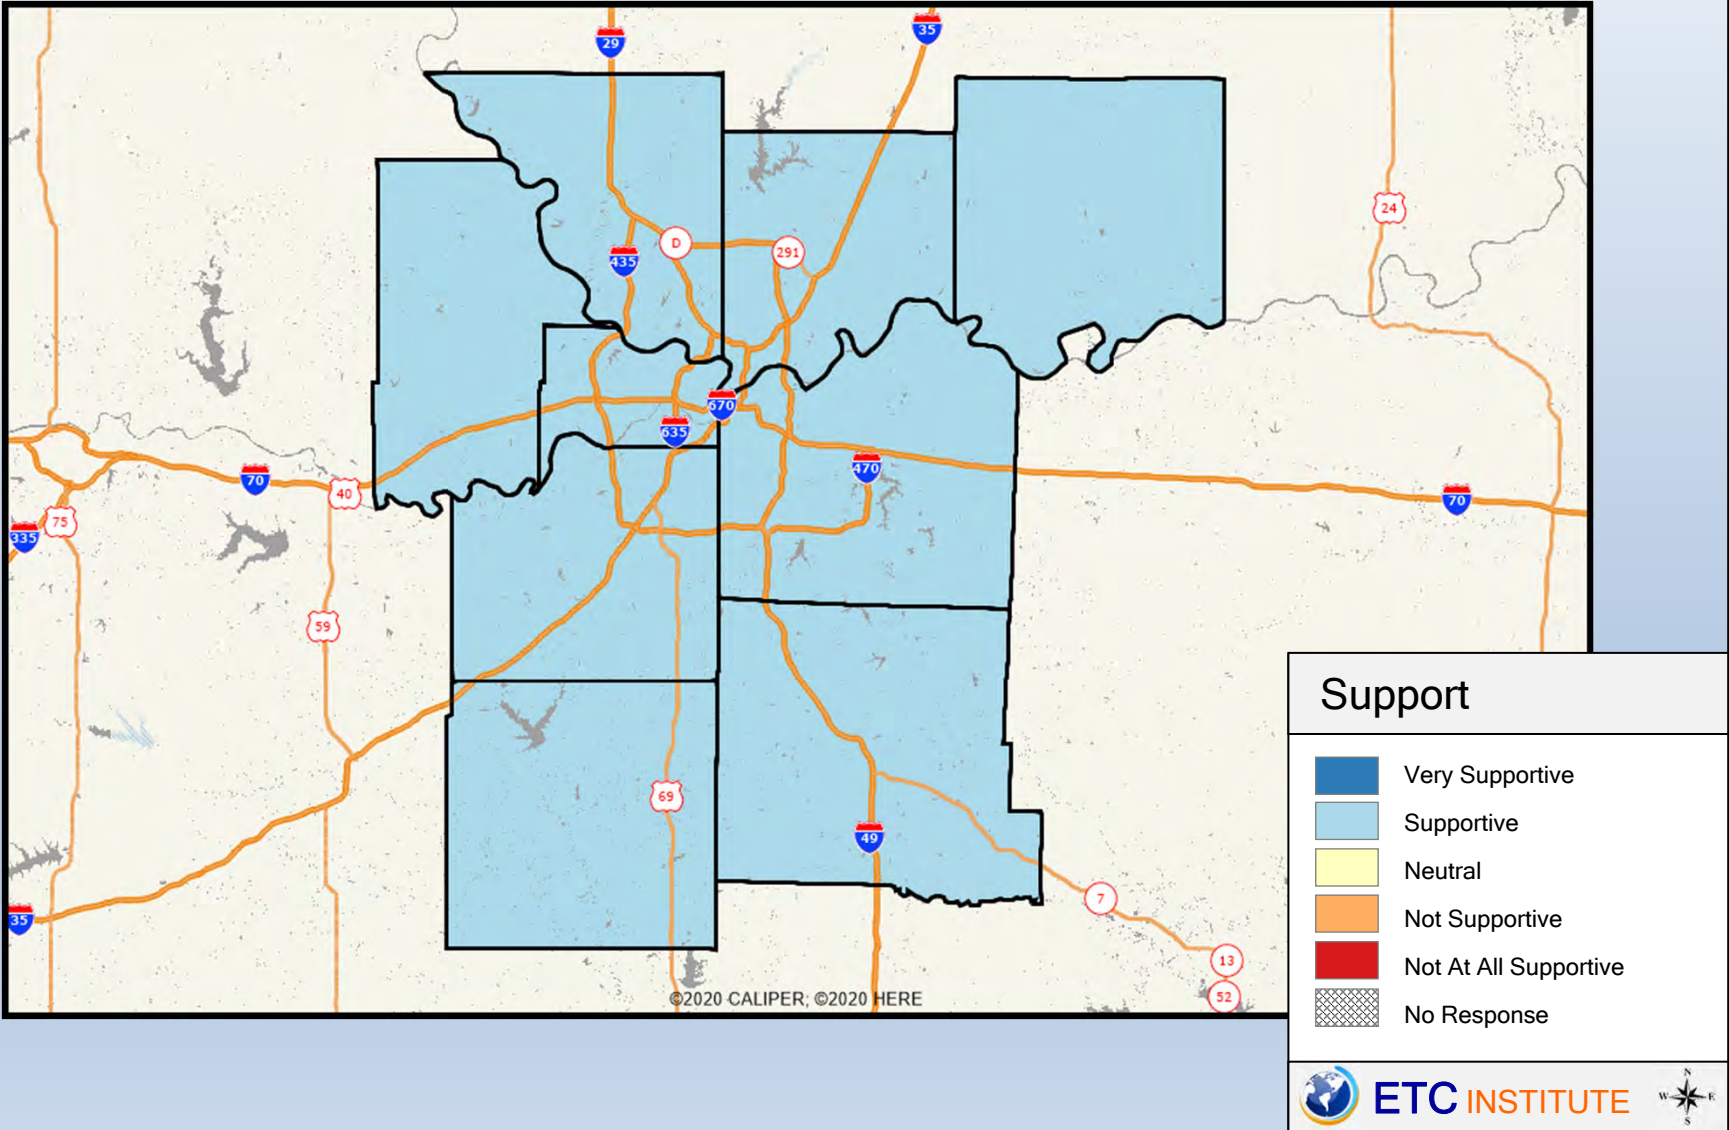 29
35
24
D
291
435
670
635
470
70
40
75
335
70
59
69
49
35
7
13
52
©2020 CALIPER; ©2020 HERE
Support
Very Supportive
Supportive
Neutral
Not Supportive
Not At All Supportive
No Response
ETC INSTITUTE
N
W E
S